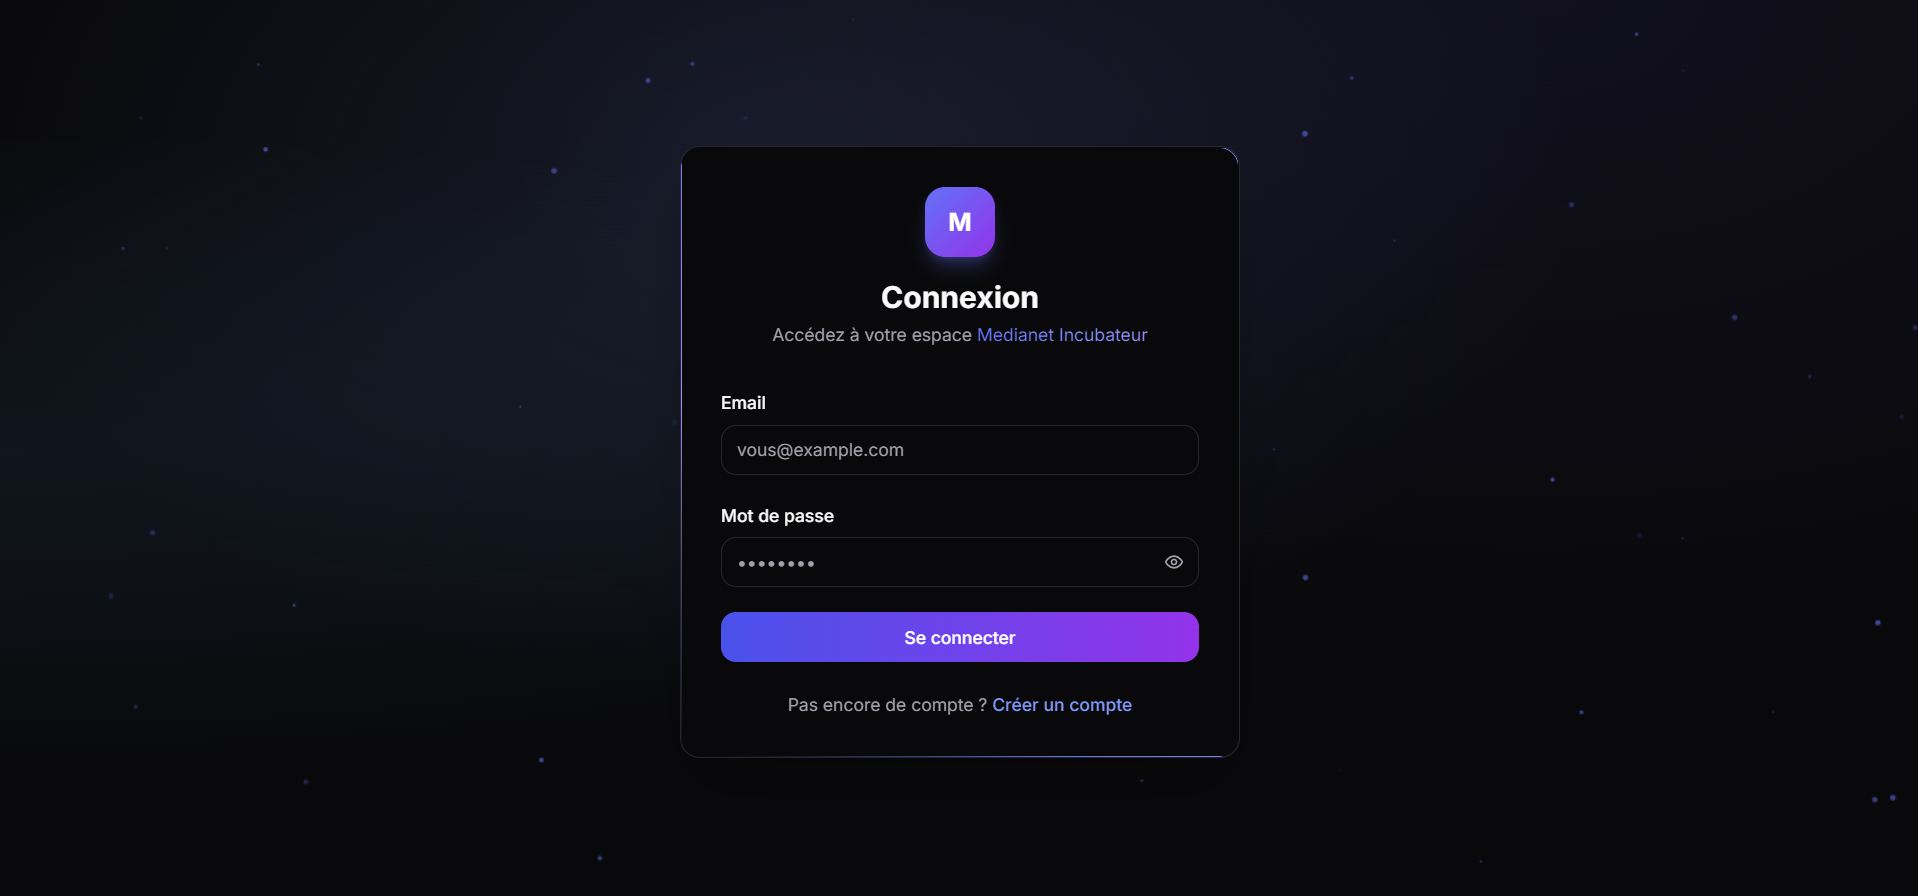 M
Connexion
Accédez à votre espace Medianet Incubateur
Email
vous@example.com
Mot de passe
••••••••
Se connecter
Pas encore de compte ? Créer un compte